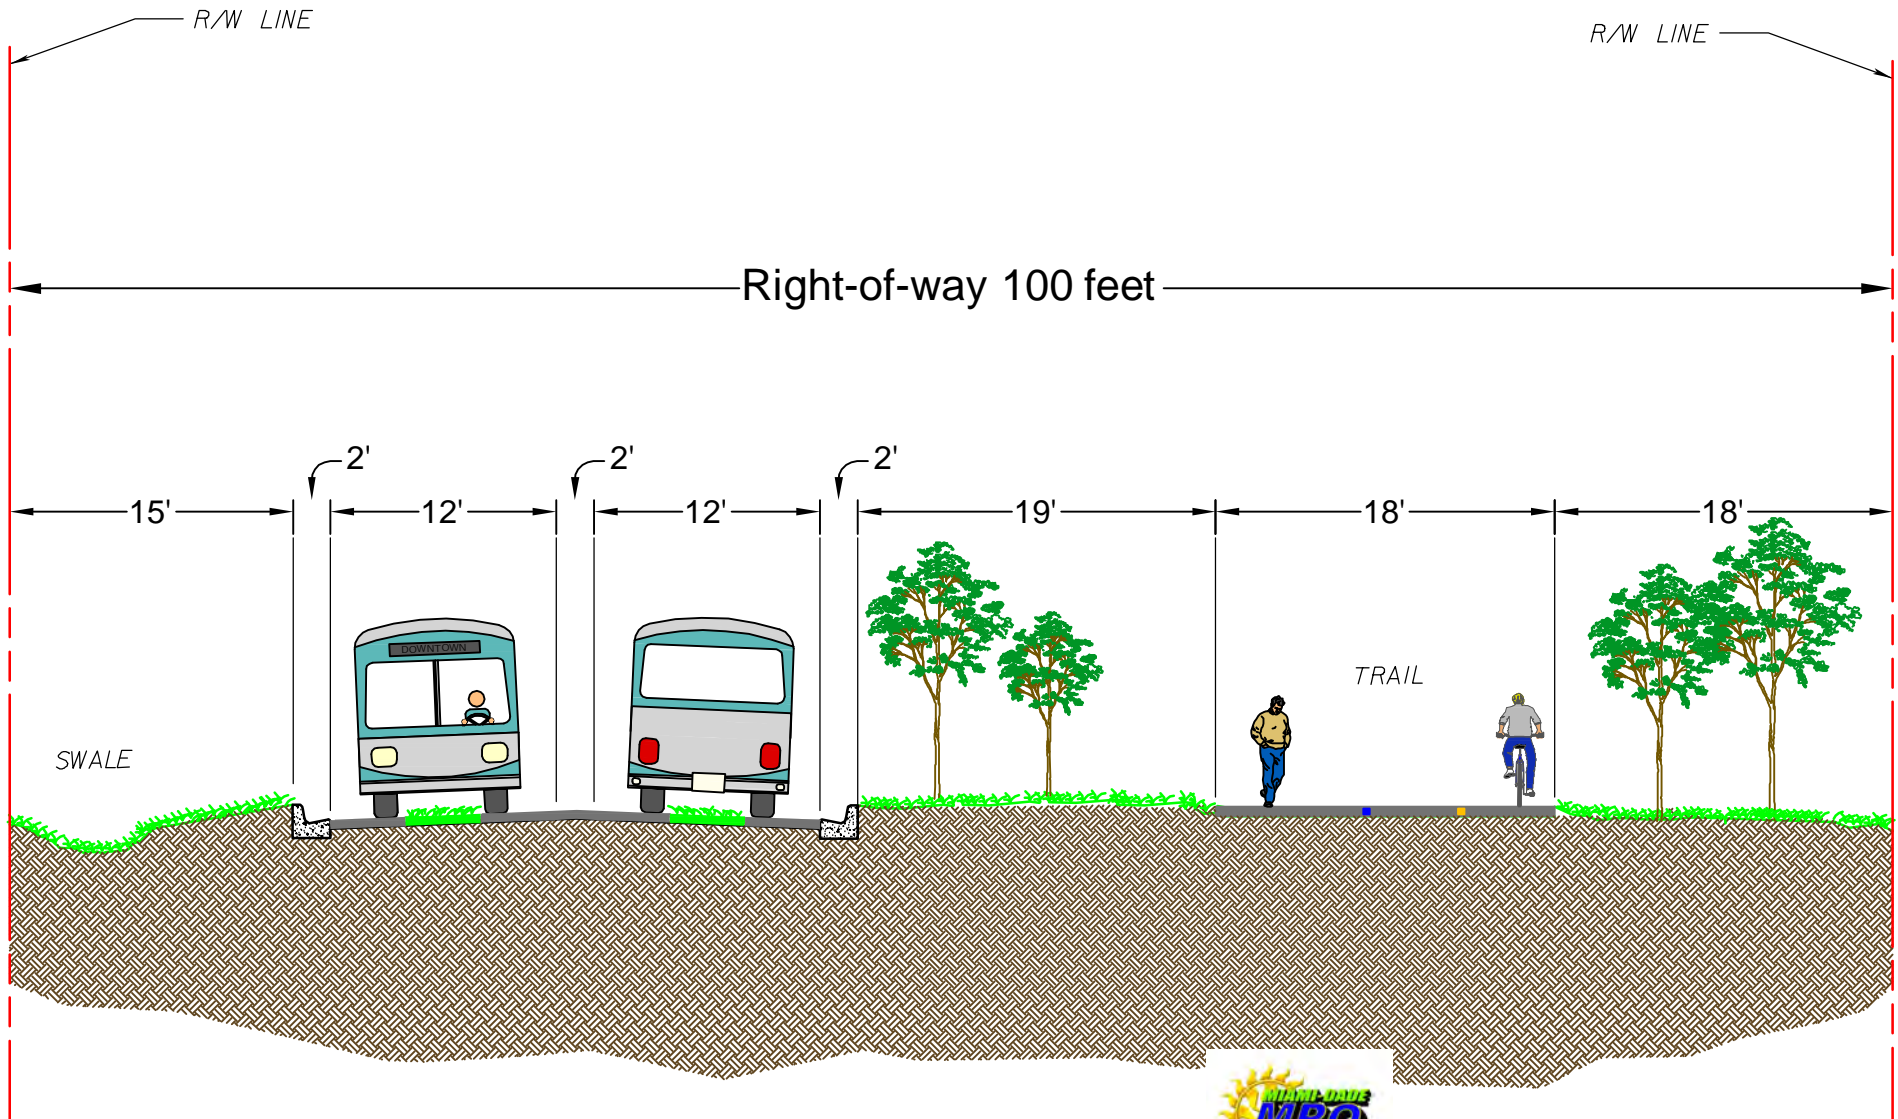 R/W LINE
R/W LINE
Right-of-way 100 feet
2' 2' 2'
15' 12' 12' 19' 18' 18'
DOWNTOWN
TRAIL
SWALE
MIAMI-DADE
MPO